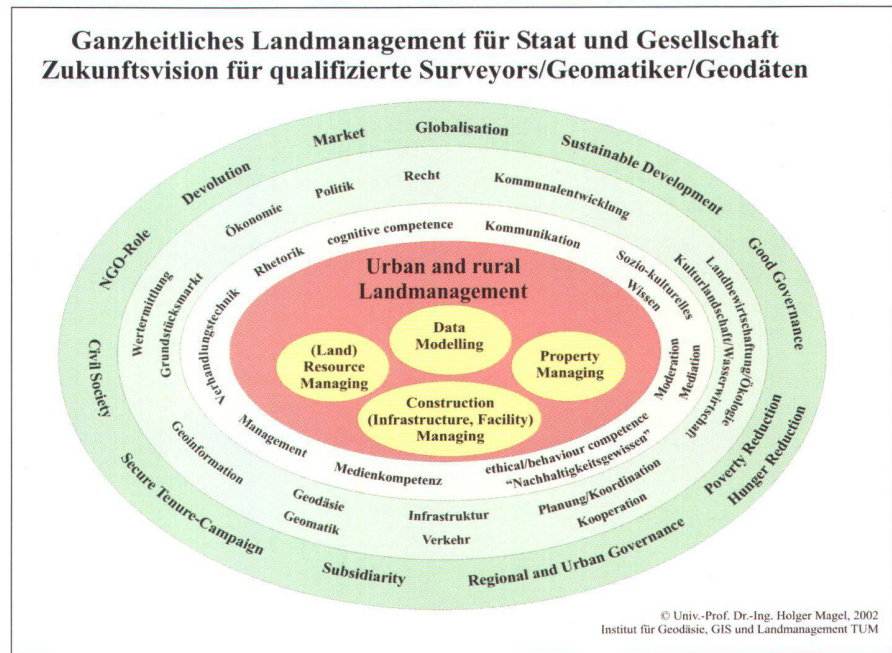 Ganzheitliches Landmanagement für Staat und Gesellschaft
Zukunftsvision für qualifizierte Surveyors/Geomatiker/Geodäten
Globalisation
Market
Sustainable Development
Devolution
NGO-Role
Good Governance
Civil Society
Poverty Reduction
Hunger Reduction
Secure Tenure-Campaign
Subsidiarity
Regional and Urban Governance
Recht
Politik
Kommunalentwicklung
Ökonomie
Wertermittlung
Grundstücksmarkt
Landbewirtschaftung/Ökologie
Kulturlandschaft/Wasserwirtschaft
Geoinformation
Geodäsie
Geomatik
Infrastruktur
Verkehr
Planung/Koordination
Kooperation
cognitive competence
Kommunikation
Rhetorik
Sozio-kulturelles
Wissen
Verhandlungstechnik
Moderation
Mediation
Management
Medienkompetenz
ethical/behaviour competence
"Nachhaltigkeitsgewissen"
Urban and rural
Landmanagement
Data
Modelling
(Land)
Resource
Managing
Property
Managing
Construction
(Infrastructure, Facility)
Managing
© Univ.-Prof. Dr.-Ing. Holger Magel, 2002
Institut für Geodäsie, GIS und Landmanagement TUM